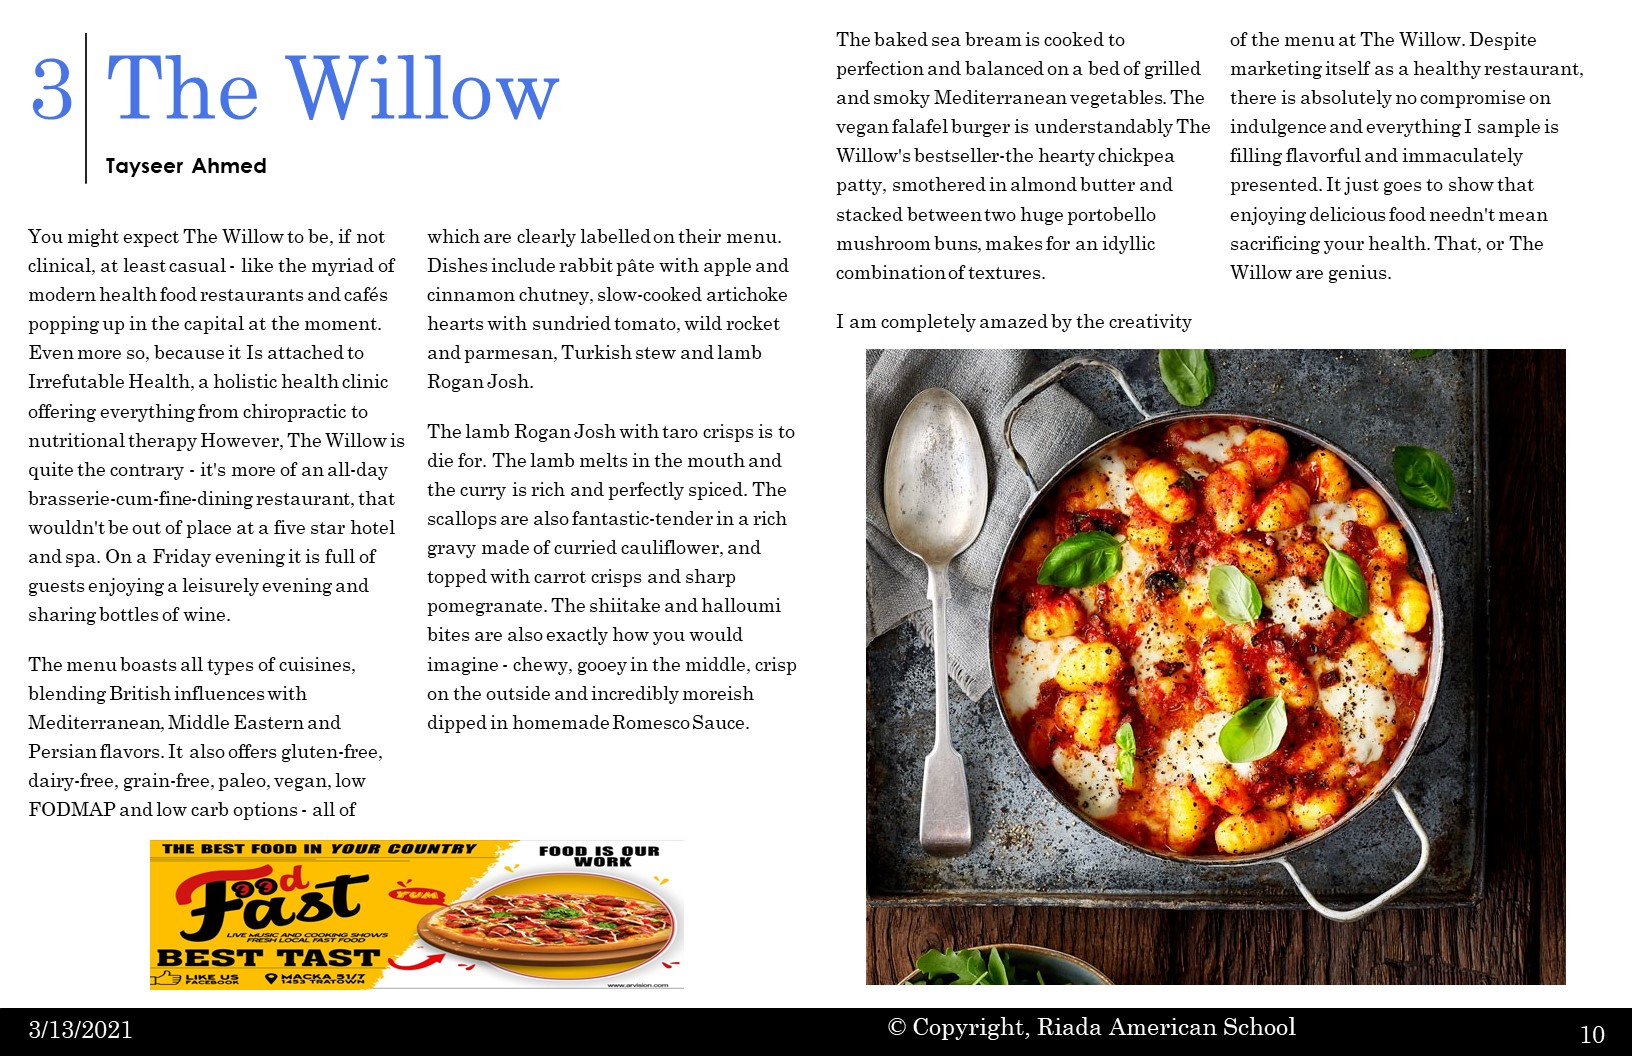 3
The Willow
Tayseer Ahmed
You might expect The Willow to be, if not
clinical, at least casual - like the myriad of
modern health food restaurants and cafés
popping up in the capital at the moment.
Even more so, because it Is attached to
Irrefutable Health, a holistic health clinic
offering everything from chiropractic to
nutritional therapy However, The Willow is
quite the contrary - it's more of an all-day
brasserie-cum-fine-dining restaurant, that
wouldn't be out of place at a five star hotel
and spa. On a Friday evening it is full of
guests enjoying a leisurely evening and
sharing bottles of wine.
The menu boasts all types of cuisines,
blending British influences with
Mediterranean, Middle Eastern and
Persian flavors. It also offers gluten-free,
dairy-free, grain-free, paleo, vegan, low
FODMAP and low carb options - all of
which are clearly labelled on their menu.
Dishes include rabbit pâte with apple and
cinnamon chutney, slow-cooked artichoke
hearts with sundried tomato, wild rocket
and parmesan, Turkish stew and lamb
Rogan Josh.
The lamb Rogan Josh with taro crisps is to
die for. The lamb melts in the mouth and
the curry is rich and perfectly spiced. The
scallops are also fantastic-tender in a rich
gravy made of curried cauliflower, and
topped with carrot crisps and sharp
pomegranate. The shiitake and halloumi
bites are also exactly how you would
imagine - chewy, gooey in the middle, crisp
on the outside and incredibly moreish
dipped in homemade Romesco Sauce.
The baked sea bream is cooked to
perfection and balanced on a bed of grilled
and smoky Mediterranean vegetables. The
vegan falafel burger is understandably The
Willow's bestseller-the hearty chickpea
patty, smothered in almond butter and
stacked between two huge portobello
mushroom buns, makes for an idyllic
combination of textures.
I am completely amazed by the creativity
of the menu at The Willow. Despite
marketing itself as a healthy restaurant,
there is absolutely no compromise on
indulgence and everything I sample is
filling flavorful and immaculately
presented. It just goes to show that
enjoying delicious food needn't mean
sacrificing your health. That, or The
Willow are genius.
THE BEST FOOD IN YOUR COUNTRY
FOOD IS OUR
WORK
Food
Fast
YUM
LIVE MUSIC AND COOKING SHOWS
FRESH LOCAL FAST FOOD
BEST TAST
LIKE US
FACEBOOK
MACKA 51/7
1453 TRATOWN
www.arvision.com
3/13/2021
© Copyright, Riada American School
10